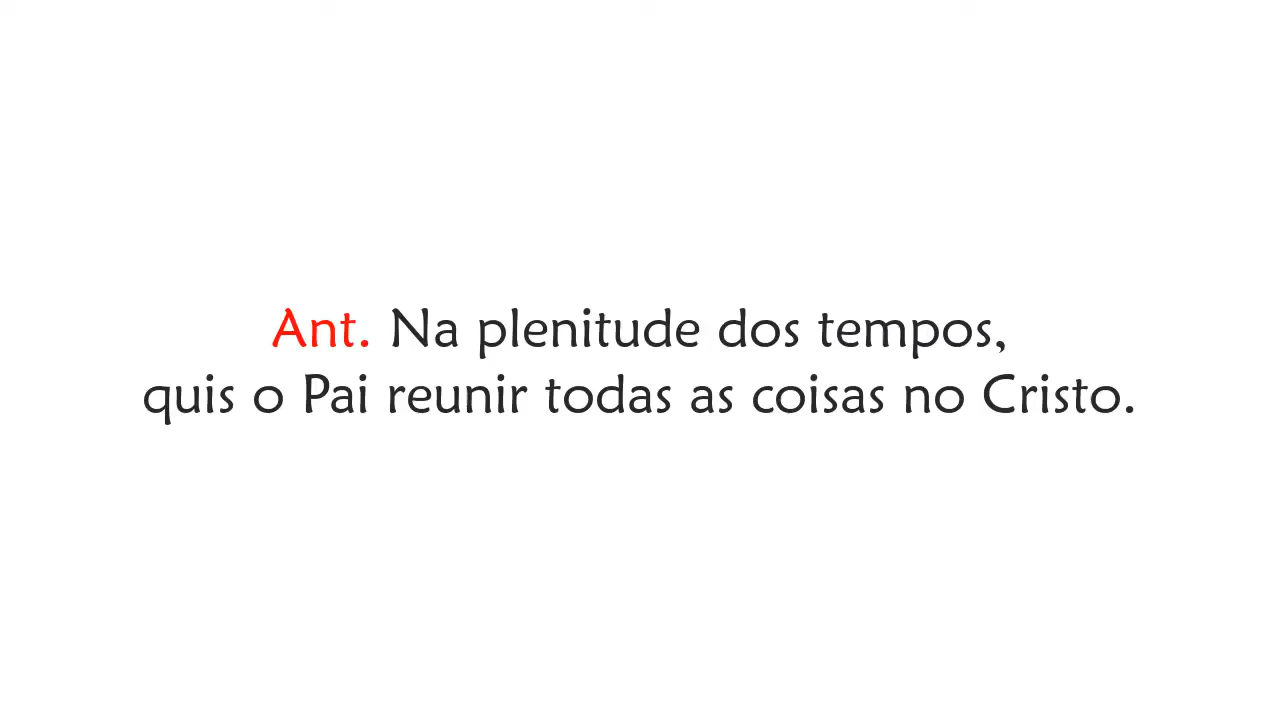 Ant. Na plenitude dos tempos,
quis o Pai reunir todas as coisas no Cristo.